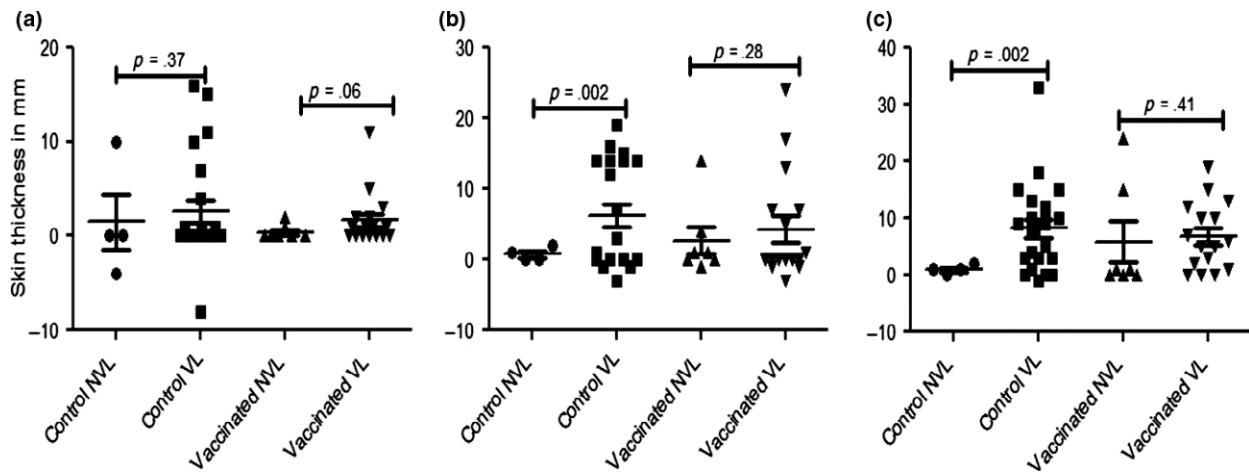 (a)
Skin thickness in mm
20
10
0
–10
p = .37
p = .06
Control NVL
Control VL
Vaccinated NVL
Vaccinated VL
(b)
30
20
10
0
–10
p = .002
p = .28
Control NVL
Control VL
Vaccinated NVL
Vaccinated VL
(c)
40
30
20
10
0
–10
p = .002
p = .41
Control NVL
Control VL
Vaccinated NVL
Vaccinated VL